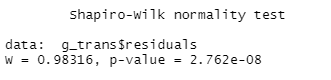 Shapiro-Wilk normality test
data:  g_trans$residuals
W = 0.98316, p-value = 2.762e-08